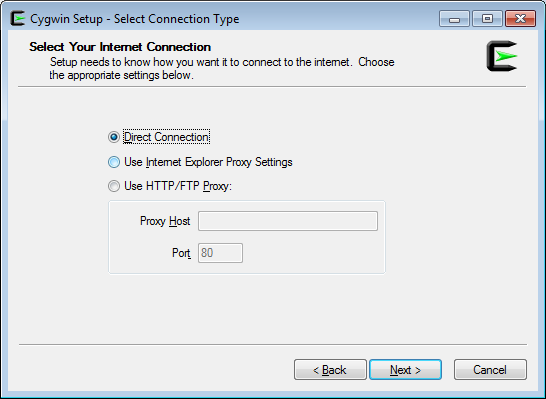 Cygwin Setup - Select Connection Type
Select Your Internet Connection
Setup needs to know how you want it to connect to the internet. Choose
the appropriate settings below.
Direct Connection
Use Internet Explorer Proxy Settings
Use HTTP/FTP Proxy:
Proxy Host
Port 80
< Back Next > Cancel